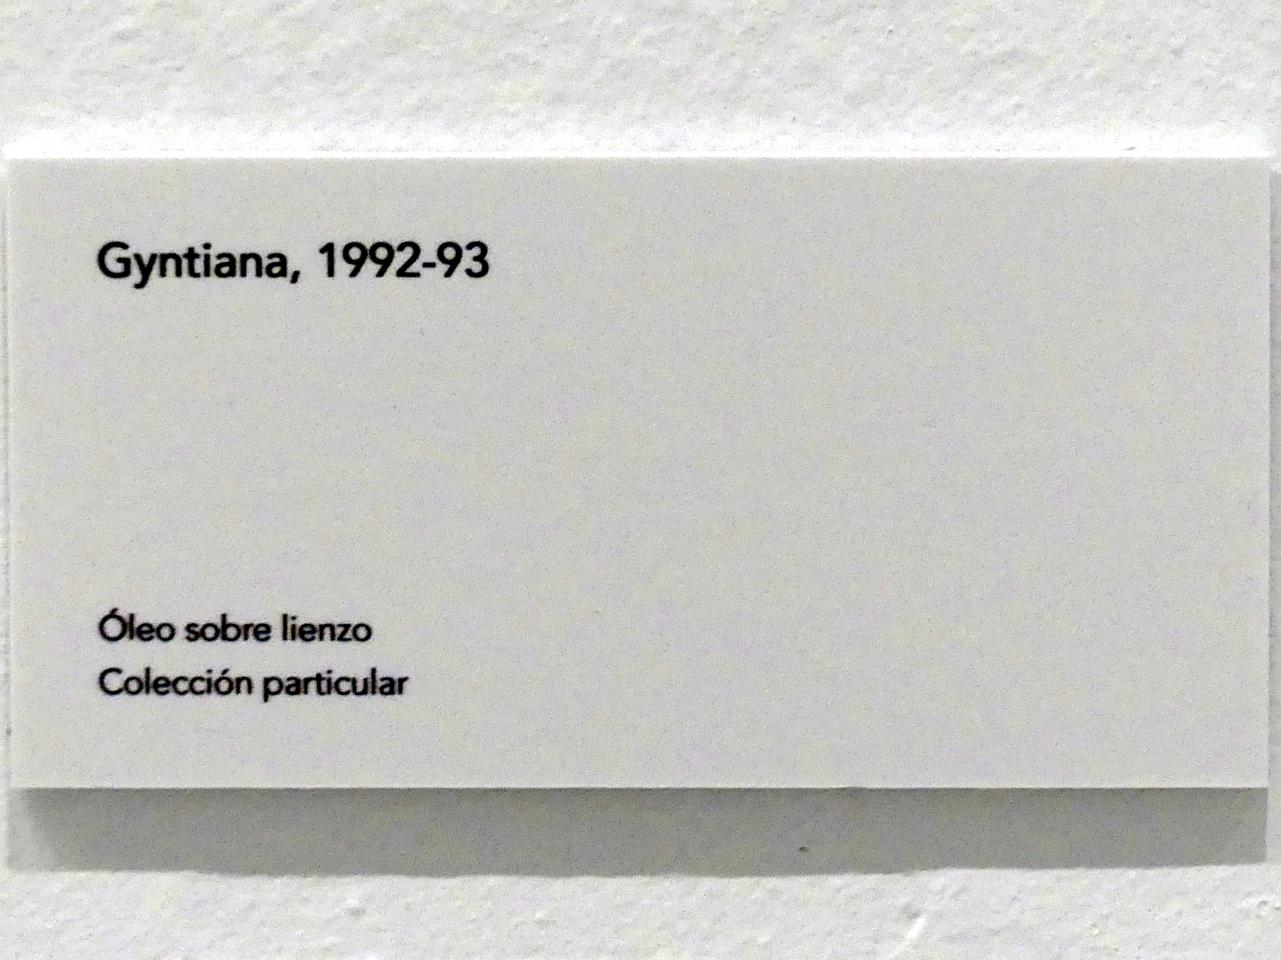 Gyntiana, 1992-93
Óleo sobre lienzo
Colección particular